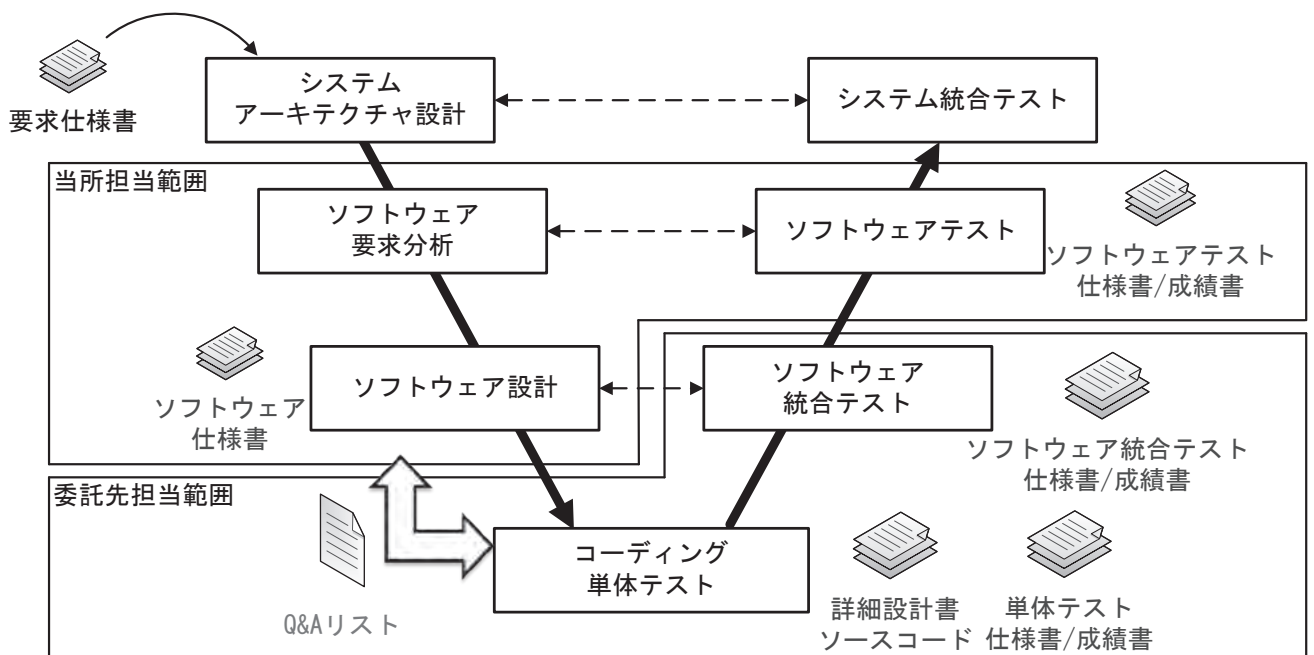 要求仕様書
システム
アーキテクチャ設計
システム統合テスト
当所担当範囲
ソフトウェア
要求分析
ソフトウェアテスト
ソフトウェアテスト
仕様書/成績書
ソフトウェア
仕様書
ソフトウェア設計
ソフトウェア
統合テスト
ソフトウェア統合テスト
仕様書/成績書
委託先担当範囲
Q&Aリスト
コーディング
単体テスト
詳細設計書
ソースコード
単体テスト
仕様書/成績書